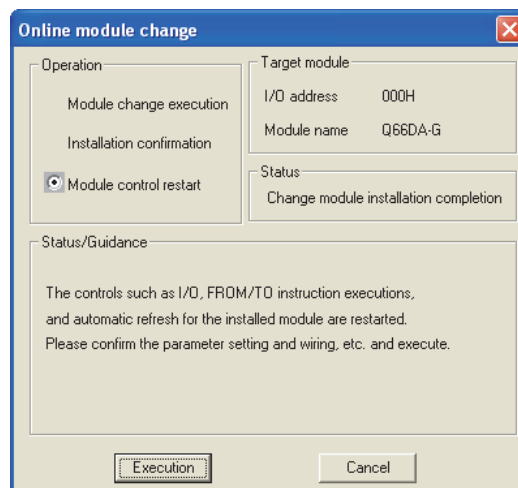 Online module change
Operation
Module change execution
Installation confirmation
Module control restart
Target module
I/O address 000H
Module name Q66DA-G
Status
Change module installation completion
Status/Guidance
The controls such as I/O, FROM/TO instruction executions,
and automatic refresh for the installed module are restarted.
Please confirm the parameter setting and wiring, etc. and execute.
Execution
Cancel